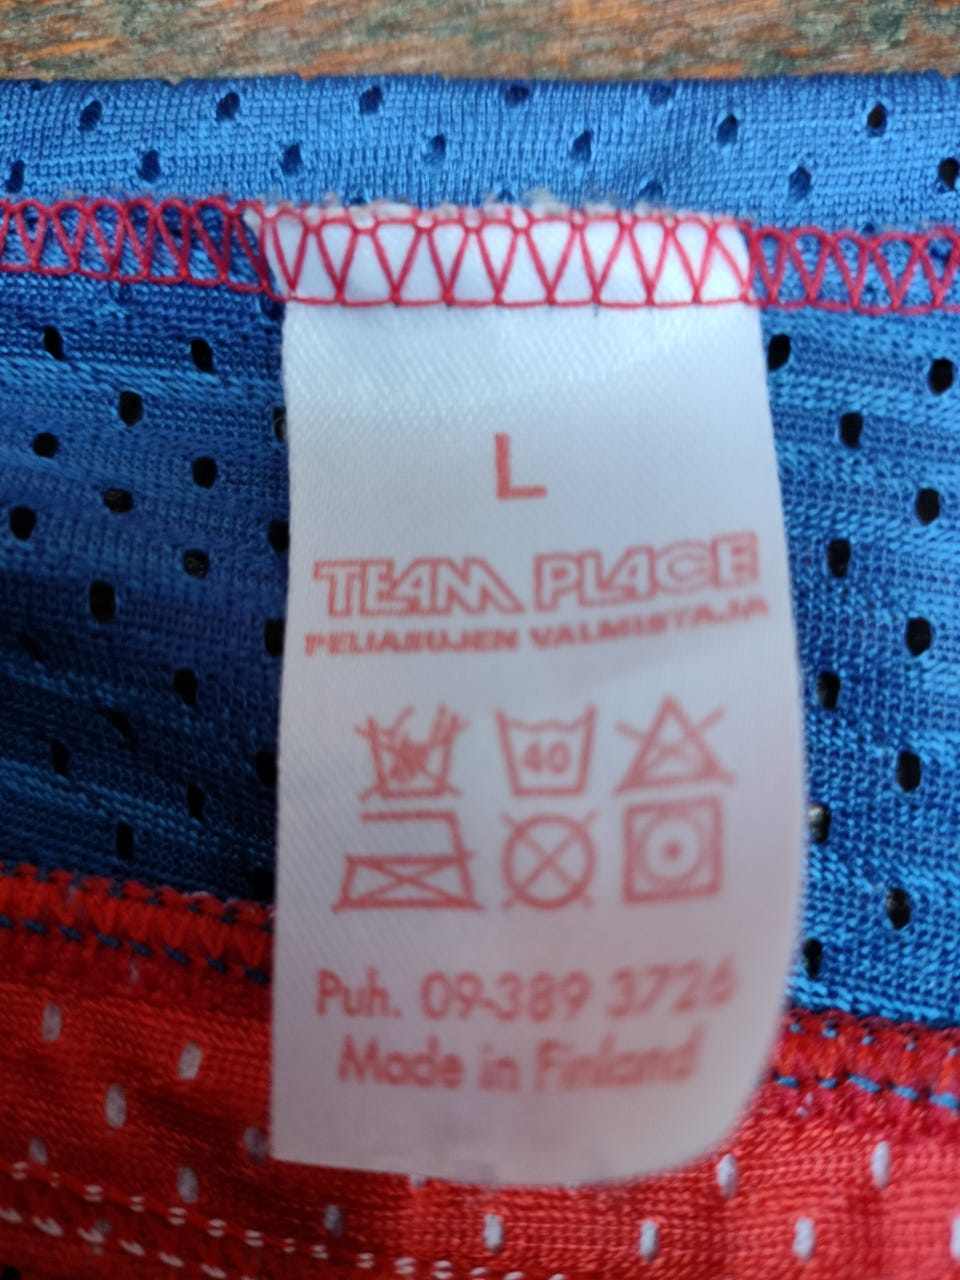 L
TEAM PLACE
PELIASUJEN VALMISTAJA
40
Puh. 09-389 3726
Made in Finland